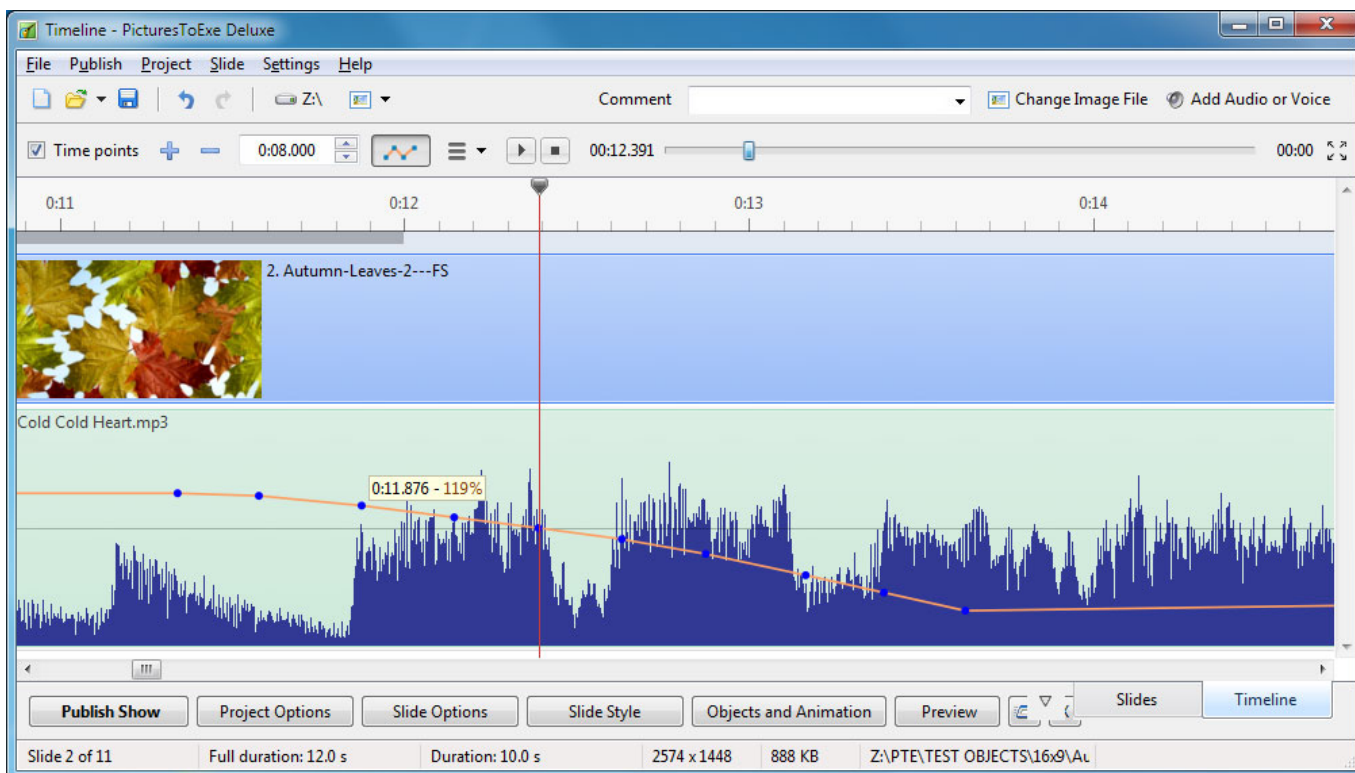 Timeline - PicturesToExe Deluxe
File Publish Project Slide Settings Help
Z:\ Comment Change Image File Add Audio or Voice
Time points 0:08.000 00:12.391 00:00
0:11 0:12 0:13 0:14
2. Autumn-Leaves-2---FS
Cold Cold Heart.mp3
0:11.876 - 119%
Publish Show Project Options Slide Options Slide Style Objects and Animation Preview Slides Timeline
Slide 2 of 11 Full duration: 12.0 s Duration: 10.0 s 2574 x 1448 888 KB Z:\PTE\TEST OBJECTS\16x9\Au